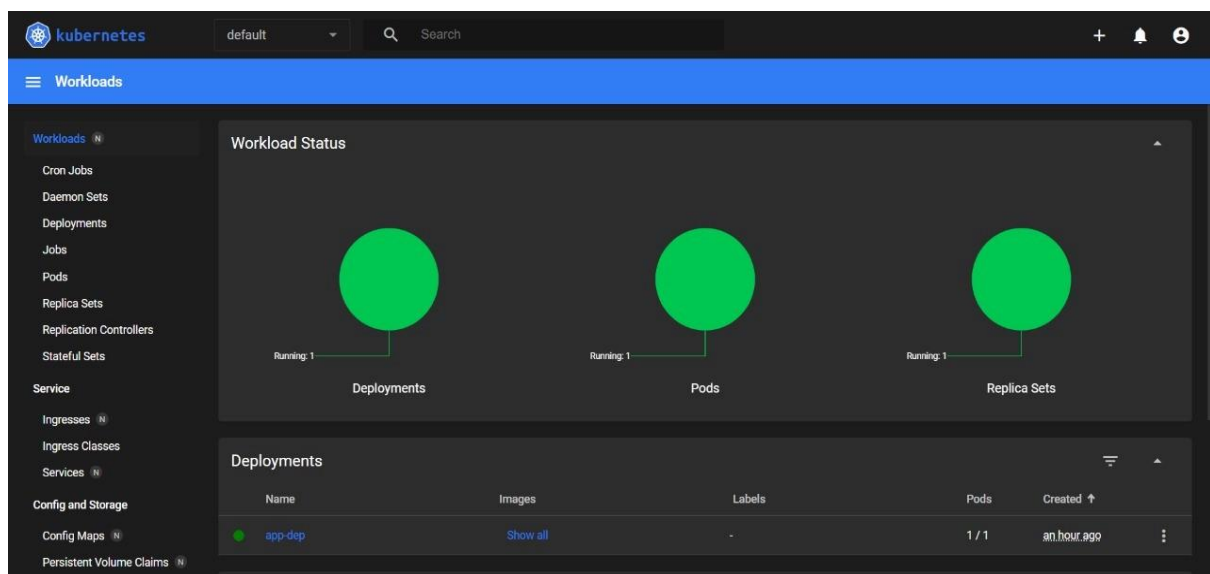 kubernetes
default
Search
Workloads
Workloads N
Cron Jobs
Daemon Sets
Deployments
Jobs
Pods
Replica Sets
Replication Controllers
Stateful Sets
Service
Ingresses N
Ingress Classes
Services N
Config and Storage
Config Maps N
Persistent Volume Claims N
Workload Status
Running: 1
Deployments
Running: 1
Pods
Running: 1
Replica Sets
Deployments
Name Images Labels Pods Created
app-dep Show all - 1 / 1 an hour ago